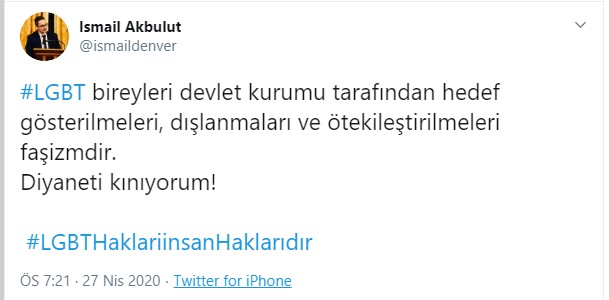 Ismail Akbulut
@ismaildenver
#LGBT bireyleri devlet kurumu tarafından hedef
gösterilmeleri, dışlanmaları ve ötekileştirilmeleri
faşizmdir.
Diyaneti kınıyorum!
#LGBTHaklariinsanHaklarıdır
ÖS 7:21 · 27 Nis 2020 · Twitter for iPhone